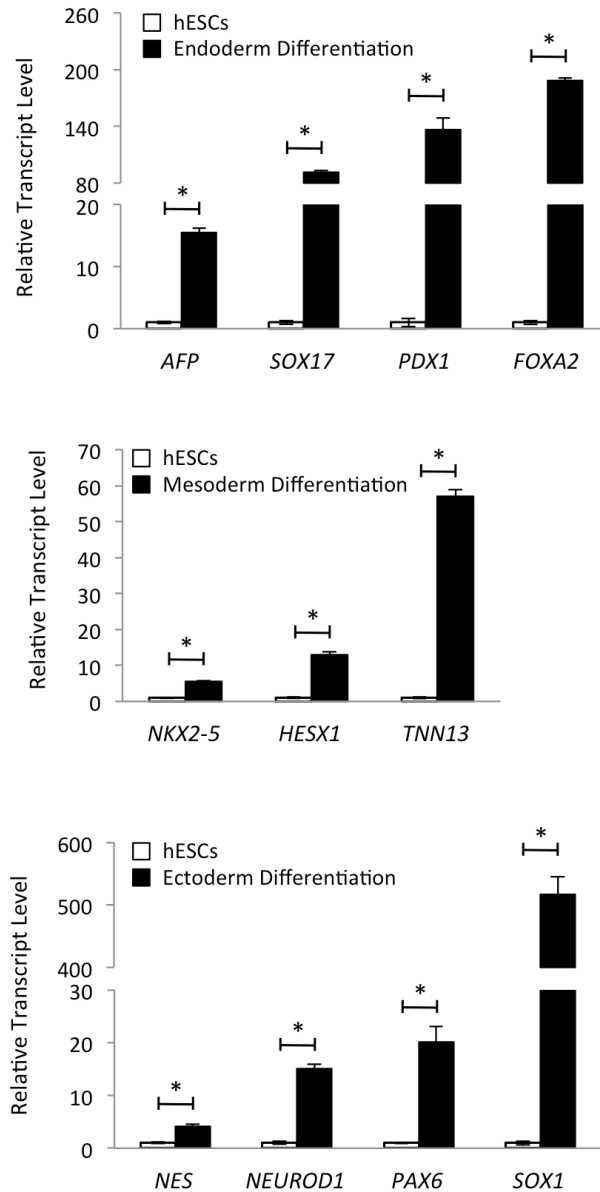 260
hESCs
Endoderm Differentiation
*
200
*
140
*
80
*
20
10
0
Relative Transcript Level
AFP SOX17 PDX1 FOXA2
70
hESCs
*
60
Mesoderm Differentiation
50
40
30
20
*
10
*
0
Relative Transcript Level
NKX2-5 HESX1 TNN13
600
hESCs
*
Ectoderm Differentiation
500
400
30
*
20
*
10
*
0
Relative Transcript Level
NES NEUROD1 PAX6 SOX1